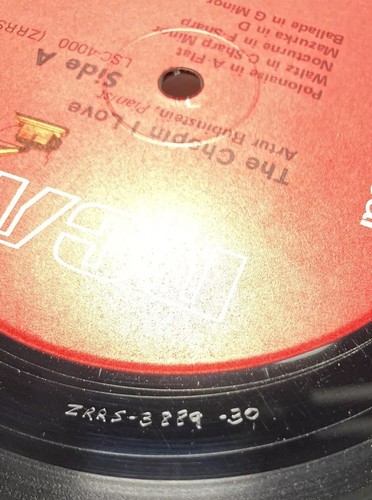 The Chopin I Love
Artur Rubinstein, Pianist
Side A
LSC-4000 (ZRRS
Polonaise in A-Flat
Waltz in C-Sharp Minor
Nocturne in F-Sharp
Mazurka in D
Ballade in G Minor
ZRRS-3889-30